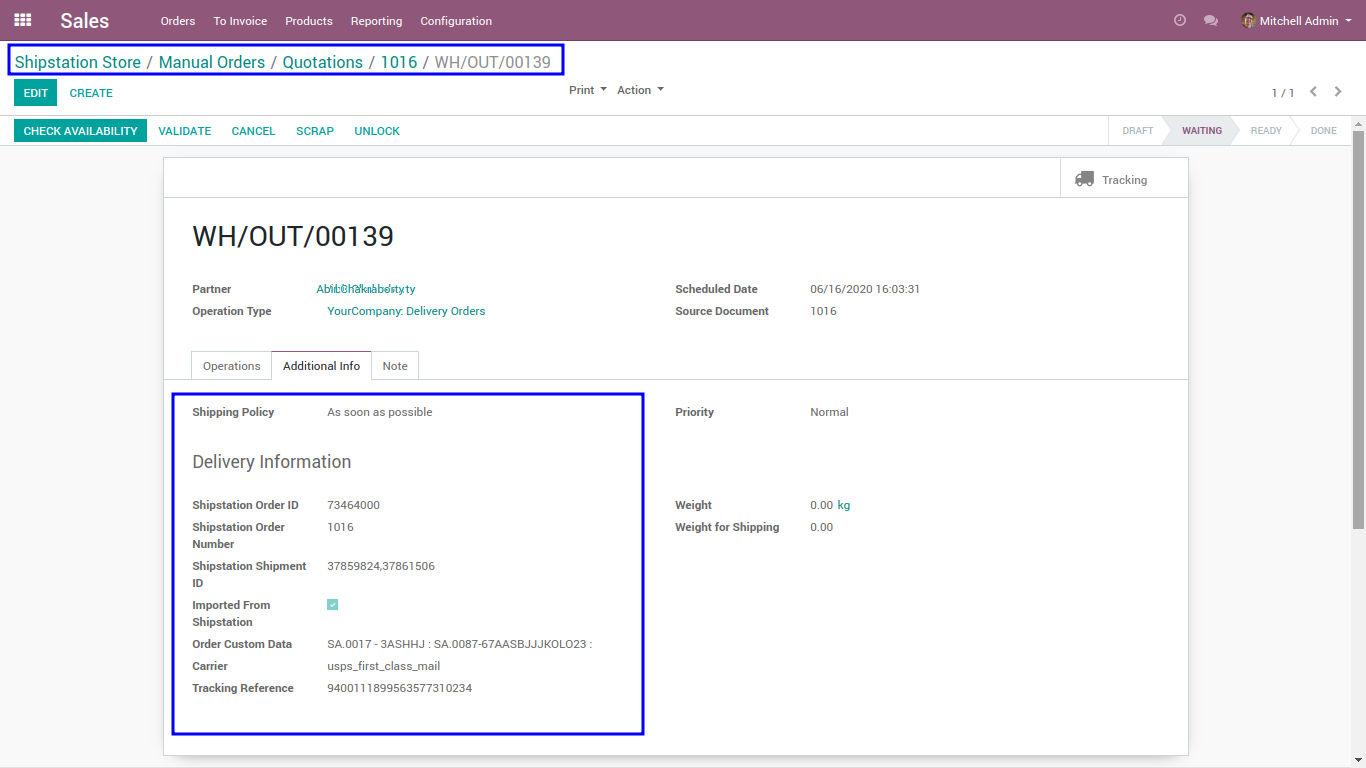 Sales Orders To Invoice Products Reporting Configuration Mitchell Admin
Shipstation Store / Manual Orders / Quotations / 1016 / WH/OUT/00139
EDIT CREATE Print Action 1 / 1
CHECK AVAILABILITY VALIDATE CANCEL SCRAP UNLOCK DRAFT WAITING READY DONE
Tracking
WH/OUT/00139
Partner Scheduled Date 06/16/2020 16:03:31
Operation Type YourCompany: Delivery Orders Source Document 1016
Operations Additional Info Note
Shipping Policy As soon as possible Priority Normal
Delivery Information
Shipstation Order ID 73464000 Weight 0.00 kg
Shipstation Order 1016 Weight for Shipping 0.00
Number
Shipstation Shipment 37859824,37861506
ID
Imported From
Shipstation
Order Custom Data SA.0017 - 3ASHHJ : SA.0087-67AASBJJJKOLO23 :
Carrier usps_first_class_mail
Tracking Reference 9400111899563577310234